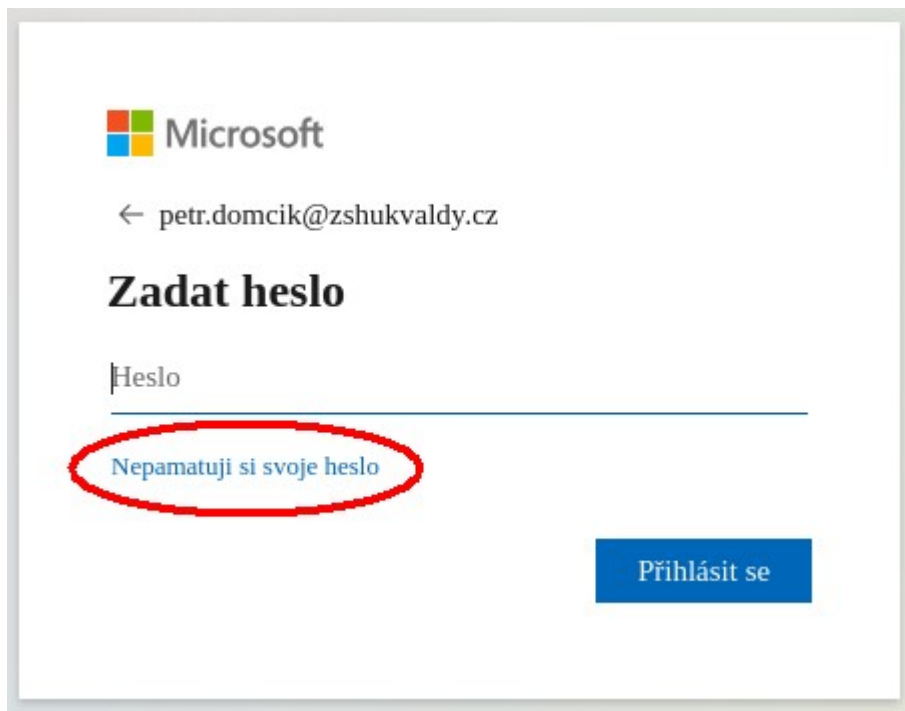 Microsoft
← petr.domcik@zshukvaldy.cz
Zadat heslo
Heslo
Nepamatuji si svoje heslo
Přihlásit se